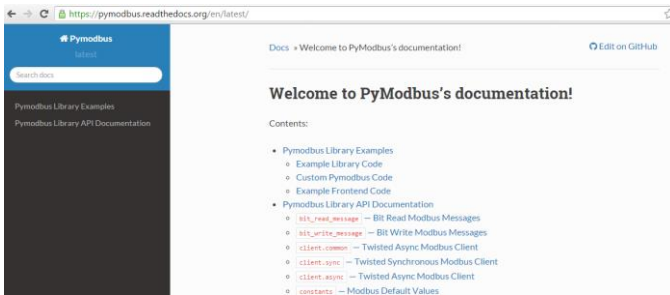 https://pymodbus.readthedocs.org/en/latest/
Pymodbus
latest
Search docs
Pymodbus Library Examples
Pymodbus Library API Documentation
Docs » Welcome to PyModbus's documentation!
Edit on GitHub
Welcome to PyModbus's documentation!
Contents:
Pymodbus Library Examples
Example Library Code
Custom Pymodbus Code
Example Frontend Code
Pymodbus Library API Documentation
bit_read_message — Bit Read Modbus Messages
bit_write_message — Bit Write Modbus Messages
client.common — Twisted Async Modbus Client
client.sync — Twisted Synchronous Modbus Client
client.async — Twisted Async Modbus Client
constants — Modbus Default Values